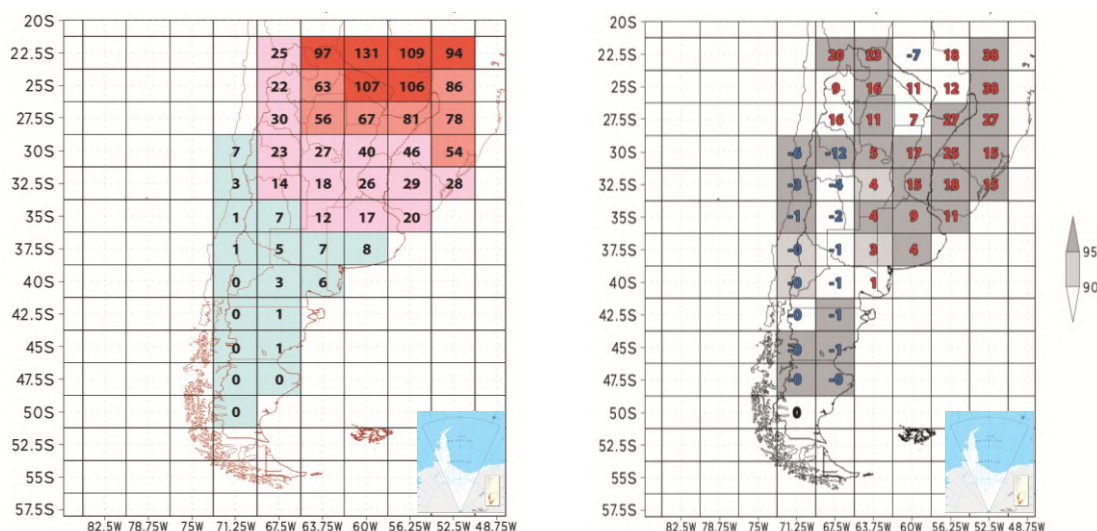 20S
22.5S 25 97 131 109 94
25S 22 63 107 106 86
27.5S 30 56 67 81 78
30S 7 23 27 40 46 54
32.5S 3 14 18 26 29 28
35S 1 7 12 17 20
37.5S 1 5 7 8
40S 0 3 6
42.5S 0 1
45S 0 1
47.5S 0 0
50S 0
52.5S
55S
57.5S
82.5W 78.75W 75W 71.25W 67.5W 63.75W 60W 56.25W 52.5W 48.75W
20S
22.5S 20 23 -7 18 38
25S 9 16 11 12 38
27.5S 16 11 7 27 27
30S -6 -12 5 17 25 15
32.5S -3 -4 4 15 18 15
35S -1 -2 4 9 11
37.5S -0 -1 3 4
40S -0 -1 1
42.5S -0 -1
45S -0 -1
47.5S -0 -0
50S 0
52.5S
55S
57.5S
82.5W 78.75W 75W 71.25W 67.5W 63.75W 60W 56.25W 52.5W 48.75W
95
90